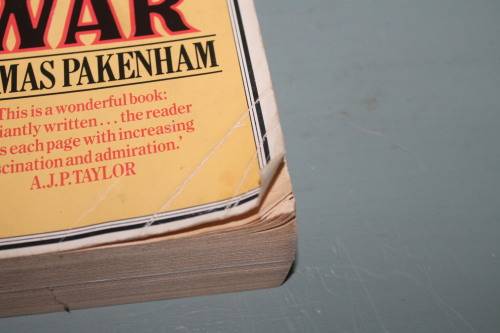 WAR
MAS PAKENHAM
This is a wonderful book:
iantly written... the reader
s each page with increasing
scination and admiration.'
A.J.P. TAYLOR